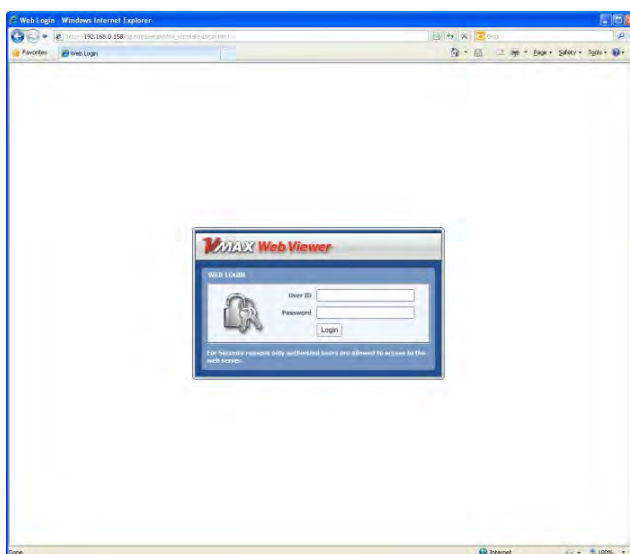 Web Login - Windows Internet Explorer
192.168.0.158
Favorites Web Login
Page Safety Tools
VMAX Web Viewer
WEB LOGIN
User ID
Password
Login
For Security reasons only authorized users are allowed to access to the
web server.
Done Internet 100%